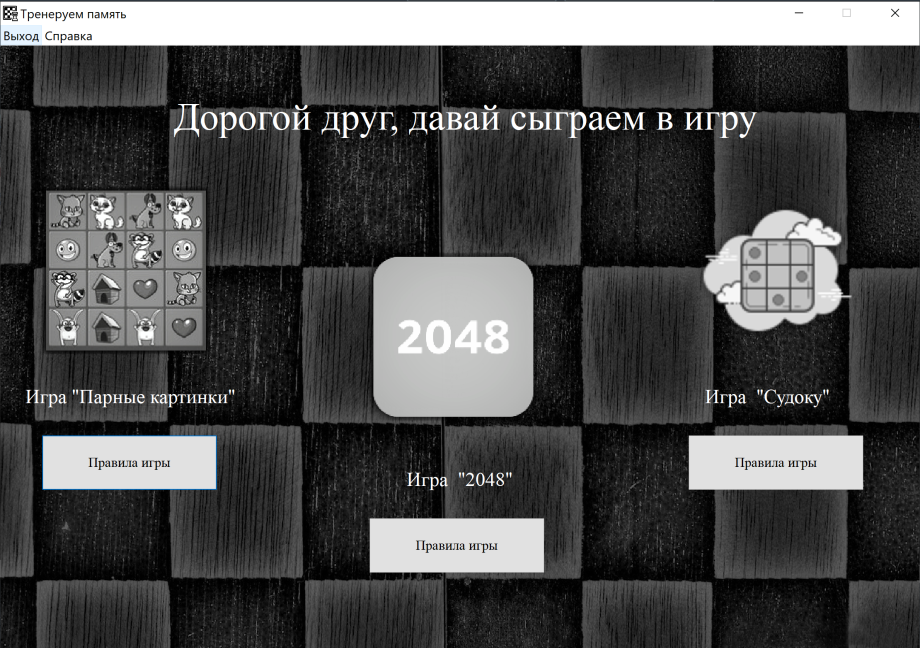 Тренеруем память
Выход Справка
Дорогой друг, давай сыграем в игру
2048
Игра "Парные картинки"
Игра "Судоку"
Правила игры
Правила игры
Игра "2048"
Правила игры